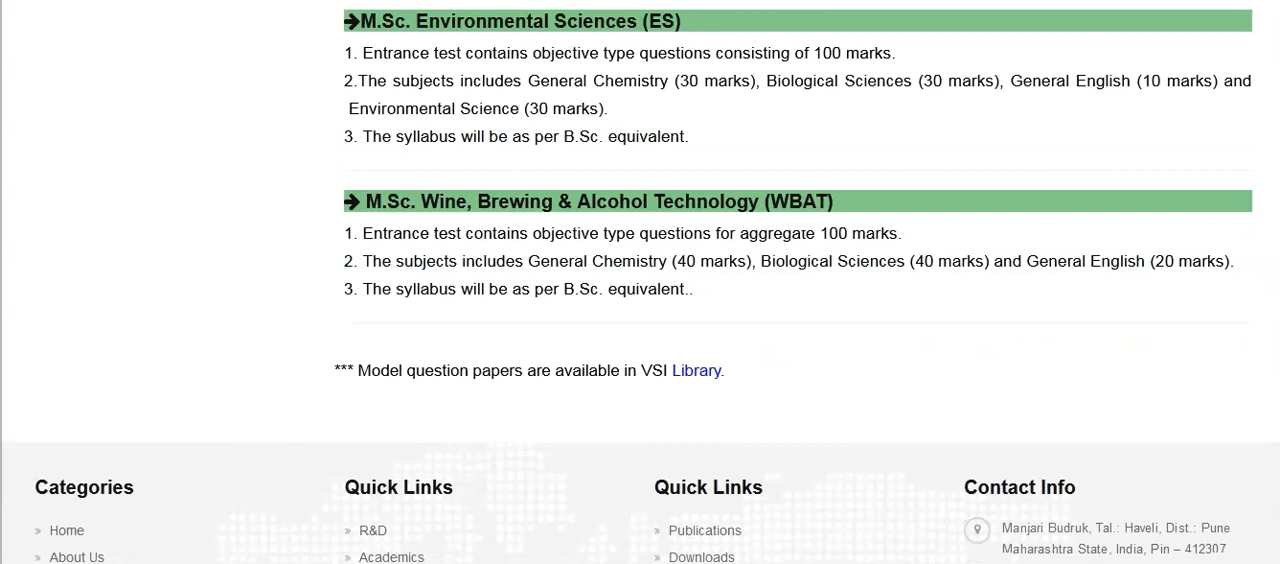 ➔M.Sc. Environmental Sciences (ES)
1. Entrance test contains objective type questions consisting of 100 marks.
2.The subjects includes General Chemistry (30 marks), Biological Sciences (30 marks), General English (10 marks) and
Environmental Science (30 marks).
3. The syllabus will be as per B.Sc. equivalent.
➔ M.Sc. Wine, Brewing & Alcohol Technology (WBAT)
1. Entrance test contains objective type questions for aggregate 100 marks.
2. The subjects includes General Chemistry (40 marks), Biological Sciences (40 marks) and General English (20 marks).
3. The syllabus will be as per B.Sc. equivalent..
*** Model question papers are available in VSI Library.
Categories
» Home
» About Us
Quick Links
» R&D
» Academics
Quick Links
» Publications
» Downloads
Contact Info
Manjari Budruk, Tal.: Haveli, Dist.: Pune
Maharashtra State, India, Pin – 412307